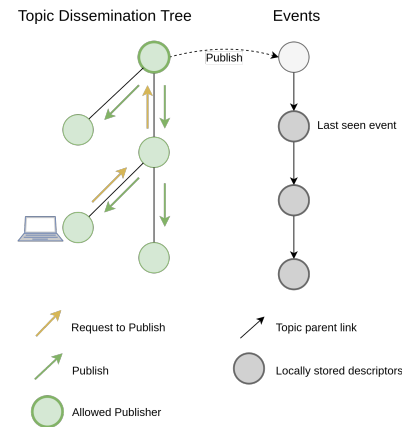 Topic Dissemination Tree
Events
Publish
Last seen event
Request to Publish
Topic parent link
Publish
Locally stored descriptors
Allowed Publisher